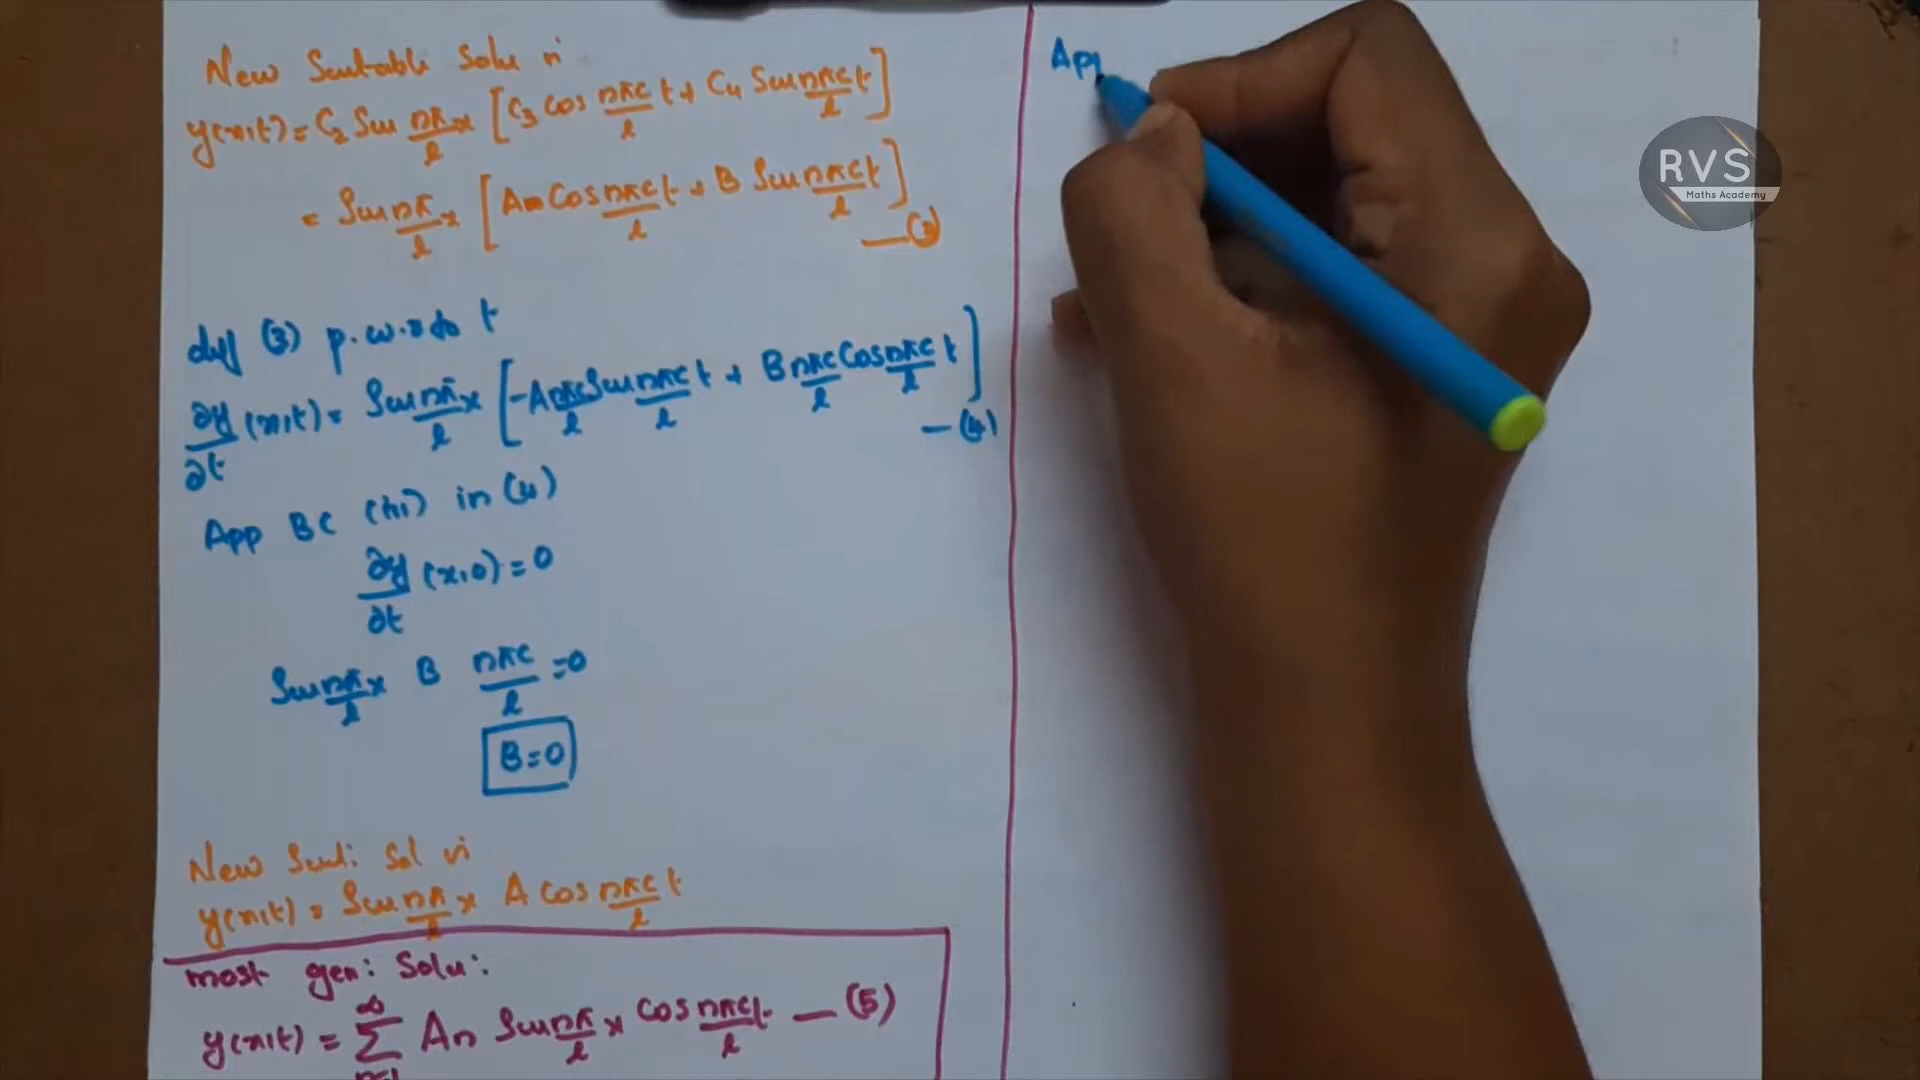 New Suitable Solu is
y(x,t) = C₂ Sin nπ/l x [C₃ Cos nπc/l t + C₄ Sin nπc/l t]
= Sin nπ/l x [A Cos nπc/l t + B Sin nπc/l t]
—(3)
diff (3) p.w.r.to t
∂y/∂t (x,t) = Sin nπ/l x [-A nπc/l Sin nπc/l t + B nπc/l Cos nπc/l t]
—(4)
App BC (iii) in (4)
∂y/∂t (x,0) = 0
Sin nπ/l x B nπc/l = 0
B=0
New Suit: Sol is
y(x,t) = Sin nπ/l x A Cos nπc/l t
most gen: Solu:
y(x,t) = ∞ Σ n=1 An Sin nπ/l x Cos nπc/l t —(5)
App
RVS
Maths Academy